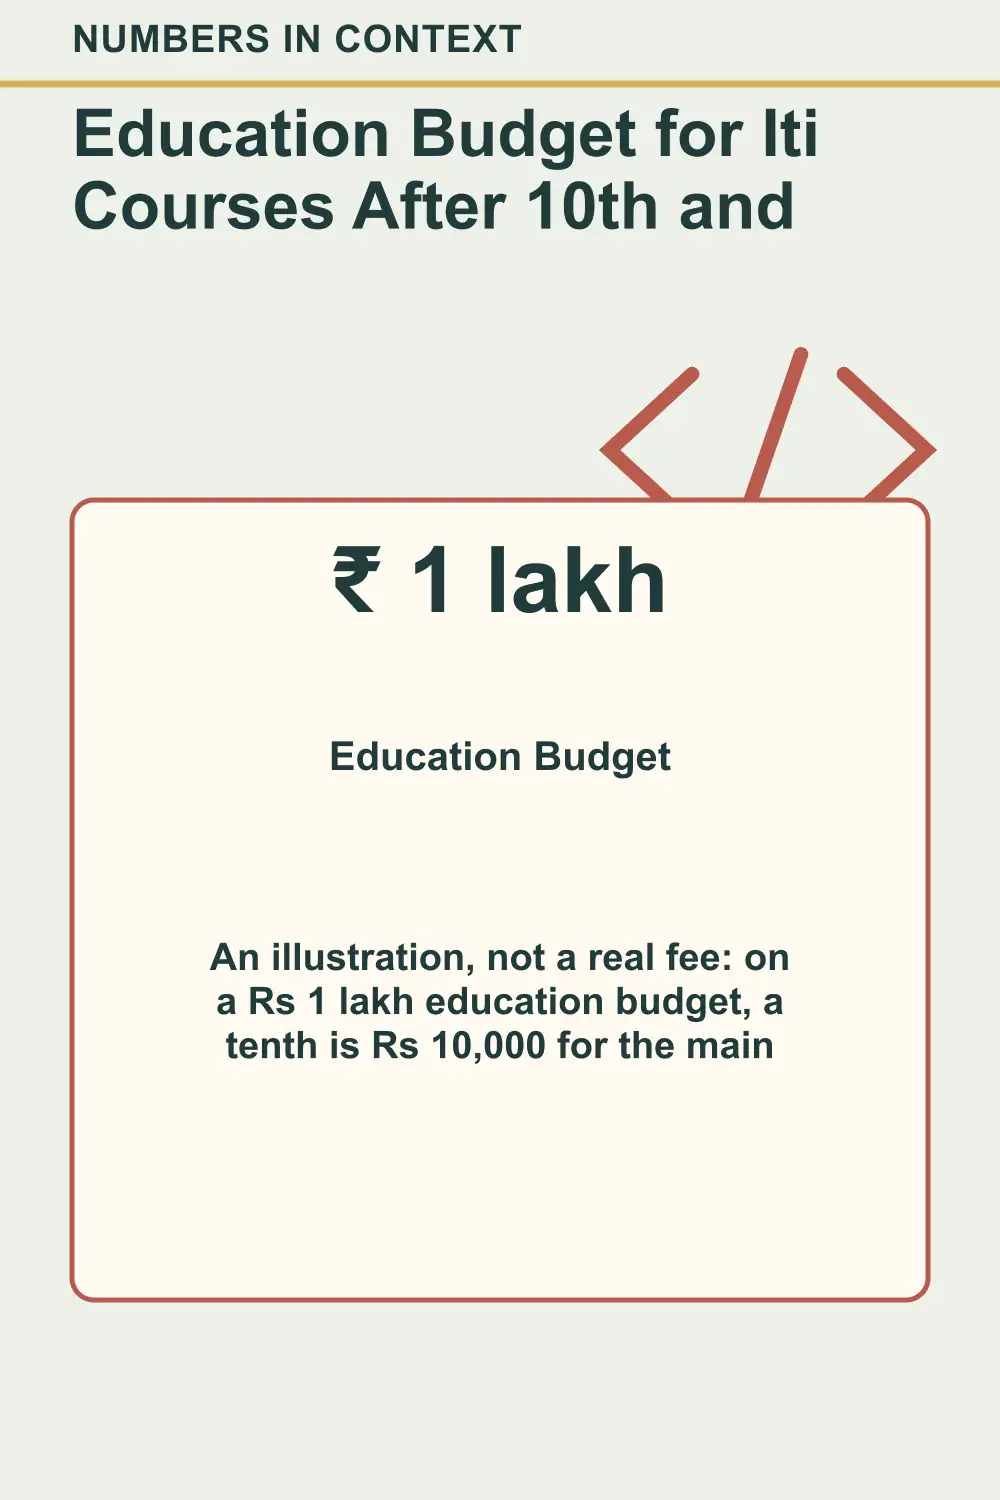 NUMBERS IN CONTEXT
Education Budget for Iti
Courses After 10th and
₹ 1 lakh
Education Budget
An illustration, not a real fee: on
a Rs 1 lakh education budget, a
tenth is Rs 10,000 for the main